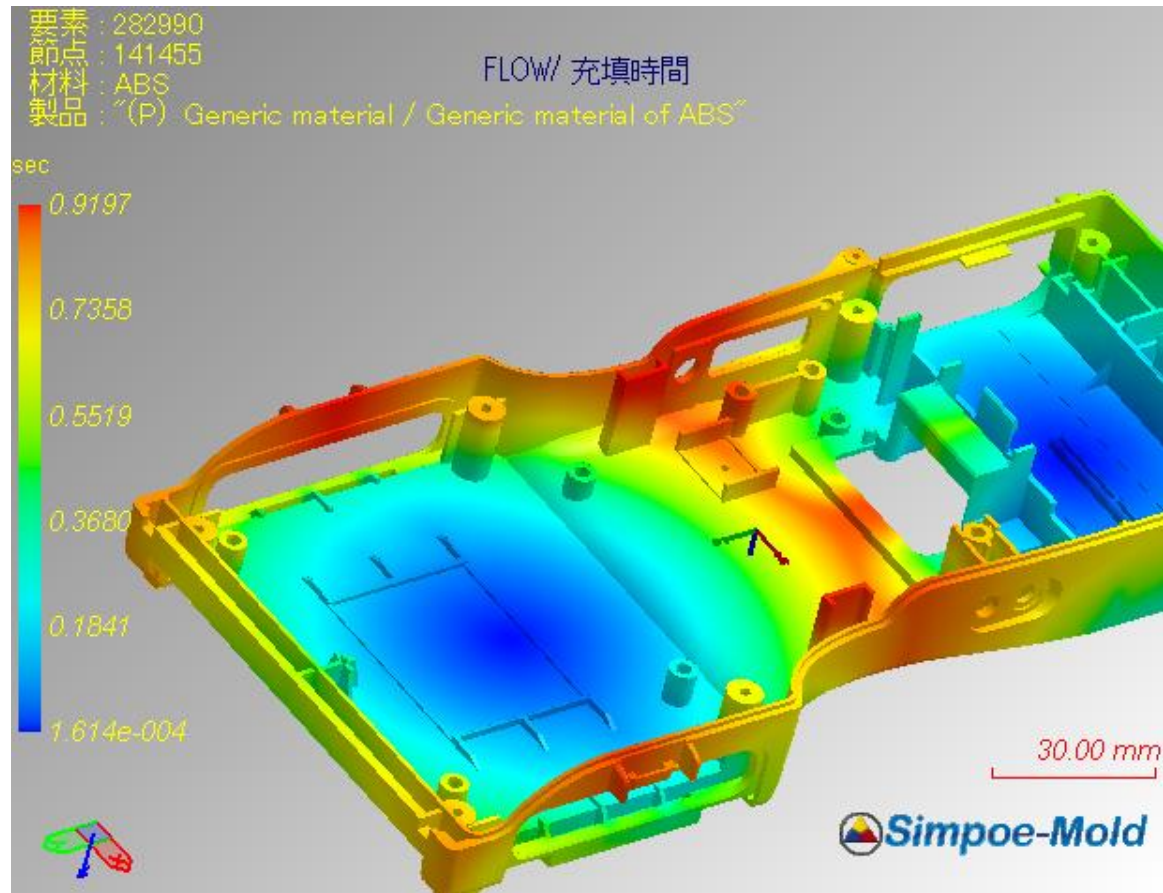 要素 : 282990
節点 : 141455
材料 : ABS
製品 : "(P) Generic material / Generic material of ABS"
FLOW/ 充填時間
sec
0.9197
0.7358
0.5519
0.3680
0.1841
1.614e-004
30.00 mm
Simpoe-Mold